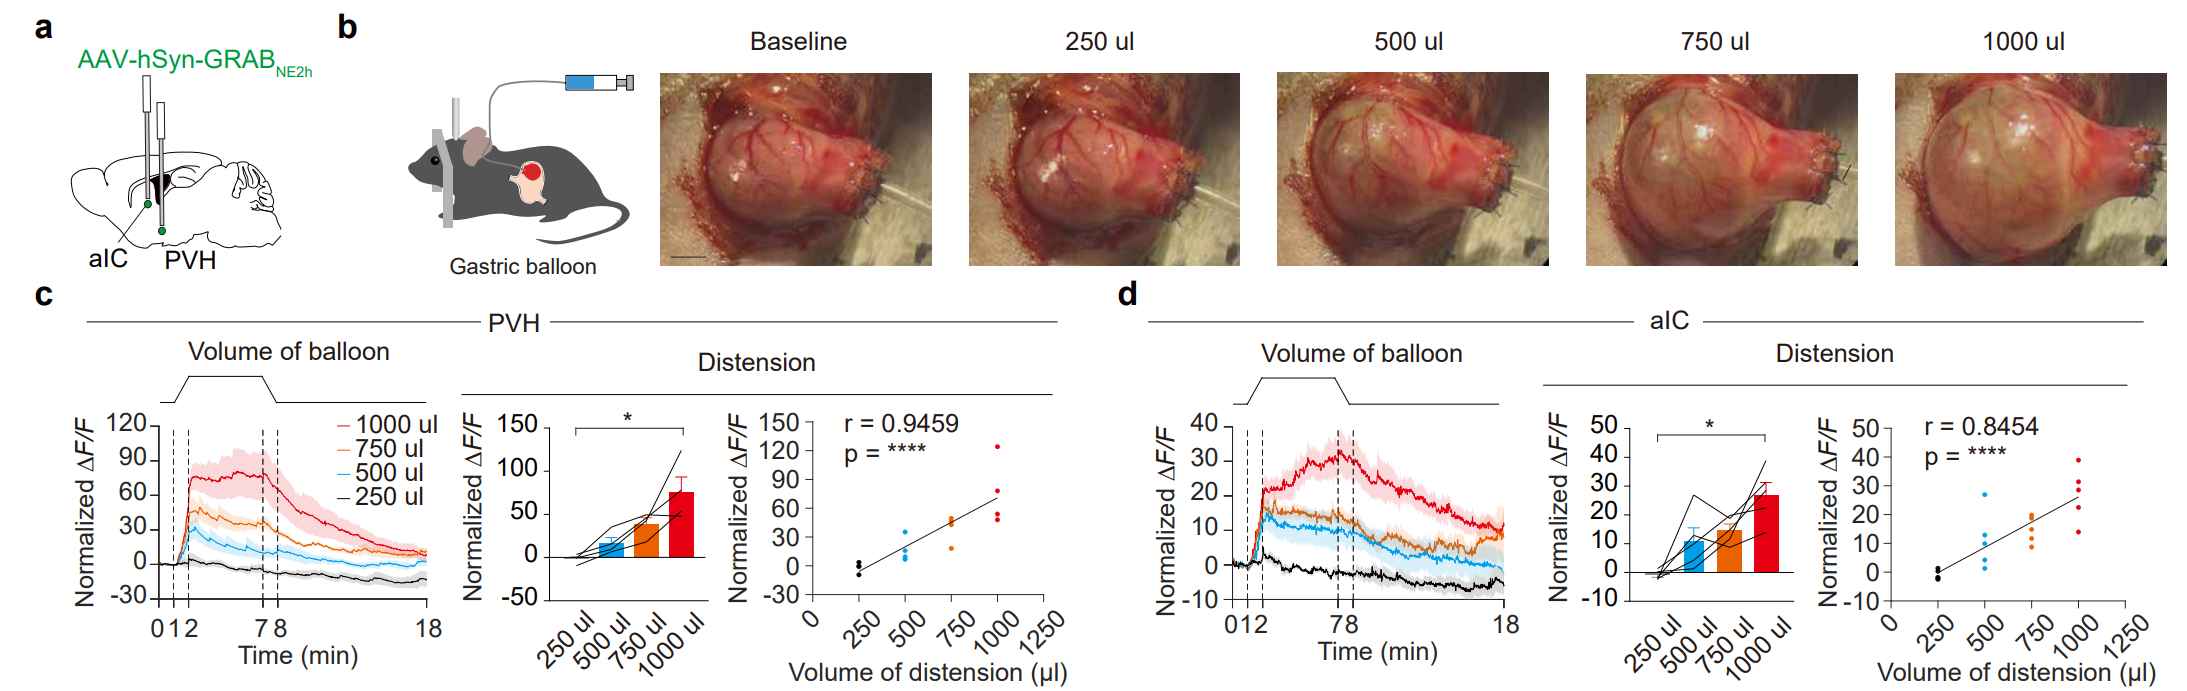 a
AAV-hSyn-GRABNE2h
aIC
PVH
b
Gastric balloon
Baseline
250 ul
500 ul
750 ul
1000 ul
c
PVH
Volume of balloon
Normalized ΔF/F
120
90
60
30
0
-30
1000 ul
750 ul
500 ul
250 ul
0 1 2 7 8 18
Time (min)
Distension
Normalized ΔF/F
150
100
50
0
-50
*
250 ul
500 ul
750 ul
1000 ul
Normalized ΔF/F
150
120
90
60
30
0
-30
r = 0.9459
p = ****
0
250
500
750
1000
1250
Volume of distension (µl)
d
aIC
Volume of balloon
Normalized ΔF/F
40
30
20
10
0
-10
0 1 2 7 8 18
Time (min)
Distension
Normalized ΔF/F
50
40
30
20
10
0
-10
*
250 ul
500 ul
750 ul
1000 ul
Normalized ΔF/F
50
40
30
20
10
0
-10
r = 0.8454
p = ****
0
250
500
750
1000
1250
Volume of distension (µl)